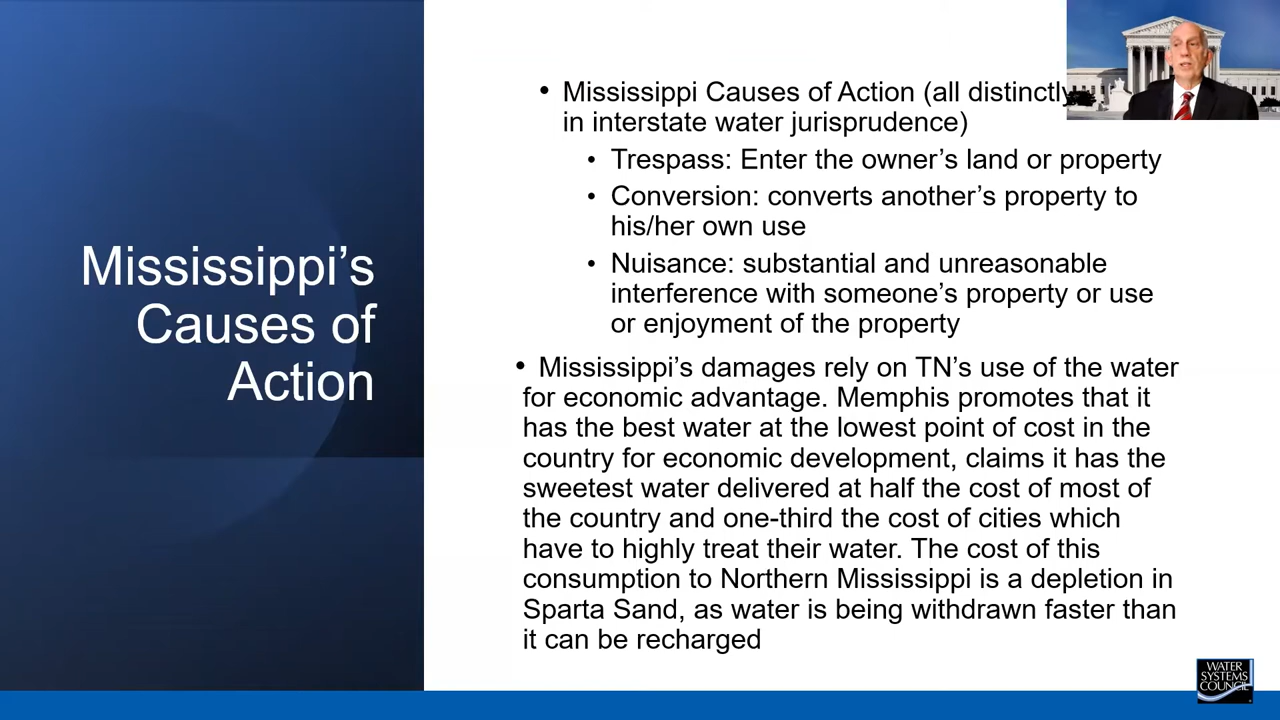 Mississippi's
Causes of
Action
• Mississippi Causes of Action (all distinctly
in interstate water jurisprudence)
• Trespass: Enter the owner's land or property
• Conversion: converts another's property to
his/her own use
• Nuisance: substantial and unreasonable
interference with someone's property or use
or enjoyment of the property
• Mississippi's damages rely on TN's use of the water
for economic advantage. Memphis promotes that it
has the best water at the lowest point of cost in the
country for economic development, claims it has the
sweetest water delivered at half the cost of most of
the country and one-third the cost of cities which
have to highly treat their water. The cost of this
consumption to Northern Mississippi is a depletion in
Sparta Sand, as water is being withdrawn faster than
it can be recharged
WATER
SYSTEMS
COUNCIL